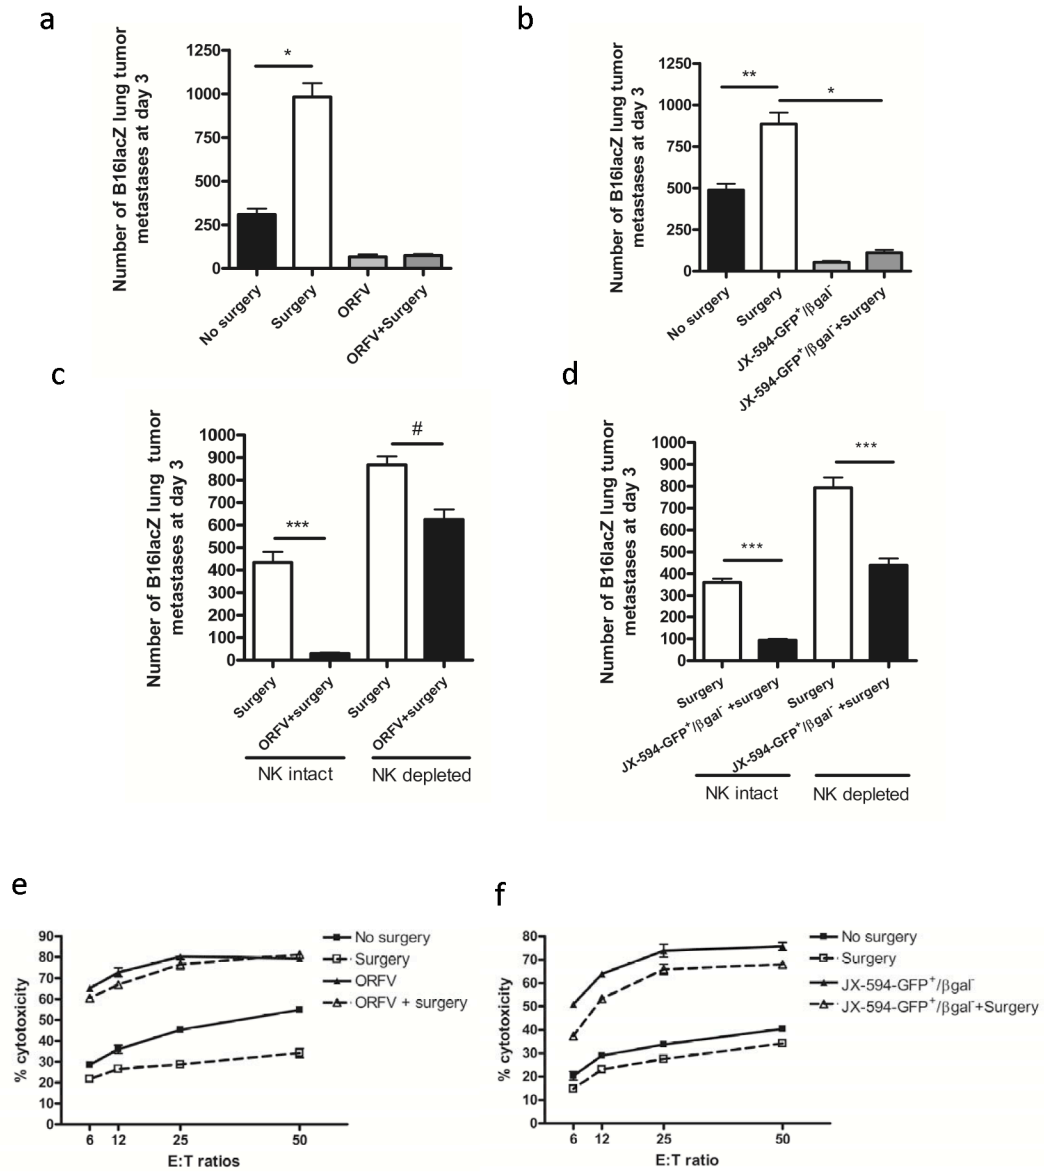 a
Number of B16lacZ lung tumor
metastases at day 3
1250
1000
750
500
250
0
*
No surgery
Surgery
ORFV
ORFV+Surgery
b
Number of B16lacZ lung tumor
metastases at day 3
1250
1000
750
500
250
0
**
*
No surgery
Surgery
JX-594-GFP⁺/βgal⁻
JX-594-GFP⁺/βgal⁻+Surgery
c
Number of B16lacZ lung tumor
metastases at day 3
1000
900
800
700
600
500
400
300
200
100
0
***
#
Surgery
ORFV+surgery
Surgery
ORFV+surgery
NK intact
NK depleted
d
Number of B16lacZ lung tumor
metastases at day 3
1000
900
800
700
600
500
400
300
200
100
0
***
***
Surgery
JX-594-GFP⁺/βgal⁻ +surgery
Surgery
JX-594-GFP⁺/βgal⁻ +surgery
NK intact
NK depleted
e
% cytotoxicity
90
80
70
60
50
40
30
20
10
0
6 12 25 50
E:T ratios
No surgery
Surgery
ORFV
ORFV + surgery
f
% cytotoxicity
80
70
60
50
40
30
20
10
0
6 12 25 50
E:T ratio
No surgery
Surgery
JX-594-GFP⁺/βgal⁻
JX-594-GFP⁺/βgal⁻+Surgery